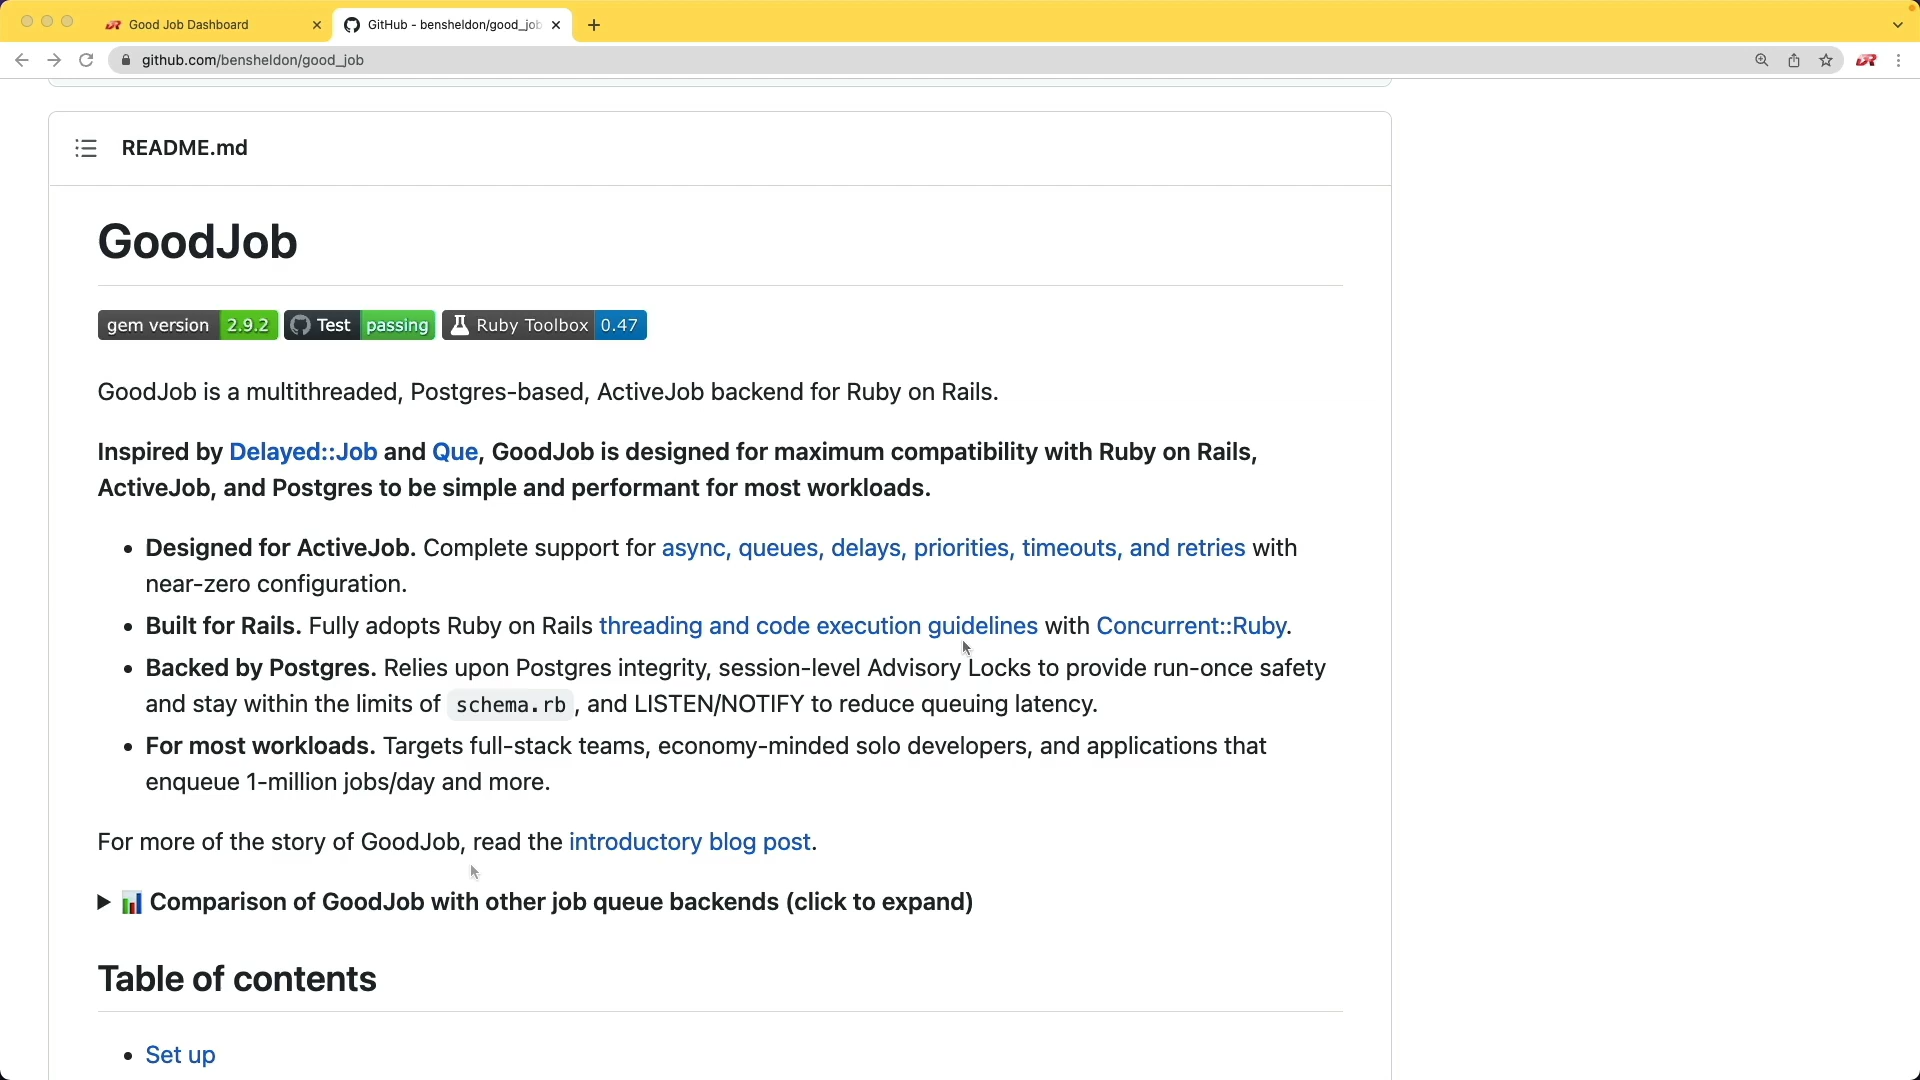 Good Job Dashboard
GitHub - bensheldon/good_job
github.com/bensheldon/good_job
README.md
GoodJob
gem version 2.9.2 Test passing Ruby Toolbox 0.47
GoodJob is a multithreaded, Postgres-based, ActiveJob backend for Ruby on Rails.
Inspired by Delayed::Job and Que, GoodJob is designed for maximum compatibility with Ruby on Rails,
ActiveJob, and Postgres to be simple and performant for most workloads.
• Designed for ActiveJob. Complete support for async, queues, delays, priorities, timeouts, and retries with
near-zero configuration.
• Built for Rails. Fully adopts Ruby on Rails threading and code execution guidelines with Concurrent::Ruby.
• Backed by Postgres. Relies upon Postgres integrity, session-level Advisory Locks to provide run-once safety
and stay within the limits of schema.rb, and LISTEN/NOTIFY to reduce queuing latency.
• For most workloads. Targets full-stack teams, economy-minded solo developers, and applications that
enqueue 1-million jobs/day and more.
For more of the story of GoodJob, read the introductory blog post.
Comparison of GoodJob with other job queue backends (click to expand)
Table of contents
• Set up